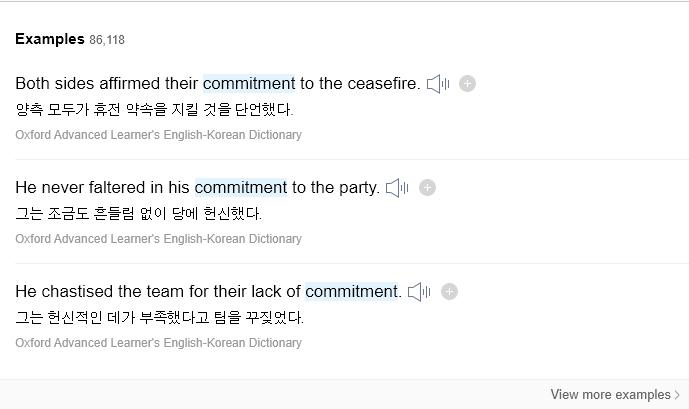 Examples 86,118
Both sides affirmed their commitment to the ceasefire.
양측 모두가 휴전 약속을 지킬 것을 단언했다.
Oxford Advanced Learner's English-Korean Dictionary
He never faltered in his commitment to the party.
그는 조금도 흔들림 없이 당에 헌신했다.
Oxford Advanced Learner's English-Korean Dictionary
He chastised the team for their lack of commitment.
그는 헌신적인 데가 부족했다고 팀을 꾸짖었다.
Oxford Advanced Learner's English-Korean Dictionary
View more examples